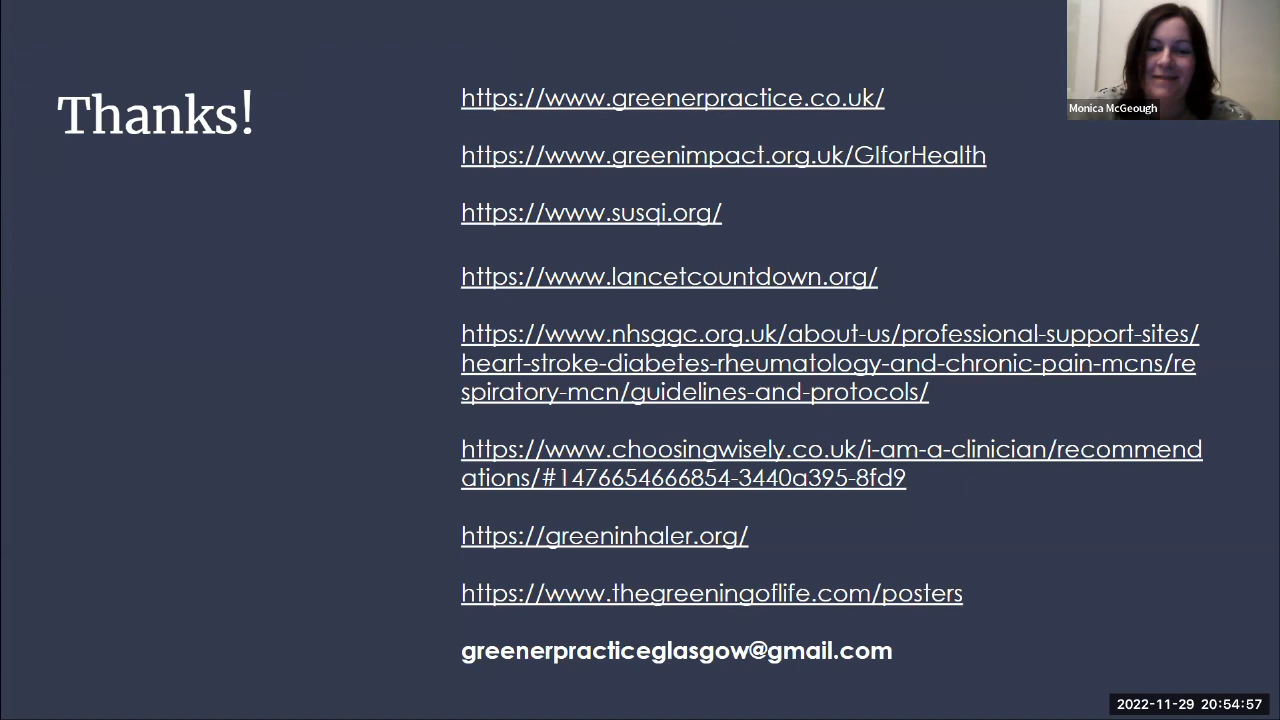 Thanks!
https://www.greenerpractice.co.uk/
https://www.greenimpact.org.uk/GIforHealth
https://www.susqi.org/
https://www.lancetcountdown.org/
https://www.nhsggc.org.uk/about-us/professional-support-sites/
heart-stroke-diabetes-rheumatology-and-chronic-pain-mcns/re
spiratory-mcn/guidelines-and-protocols/
https://www.choosingwisely.co.uk/i-am-a-clinician/recommend
ations/#1476654666854-3440a395-8fd9
https://greeninhaler.org/
https://www.thegreeningoflife.com/posters
greenerpracticeglasgow@gmail.com
Monica McGeough
2022-11-29 20:54:57